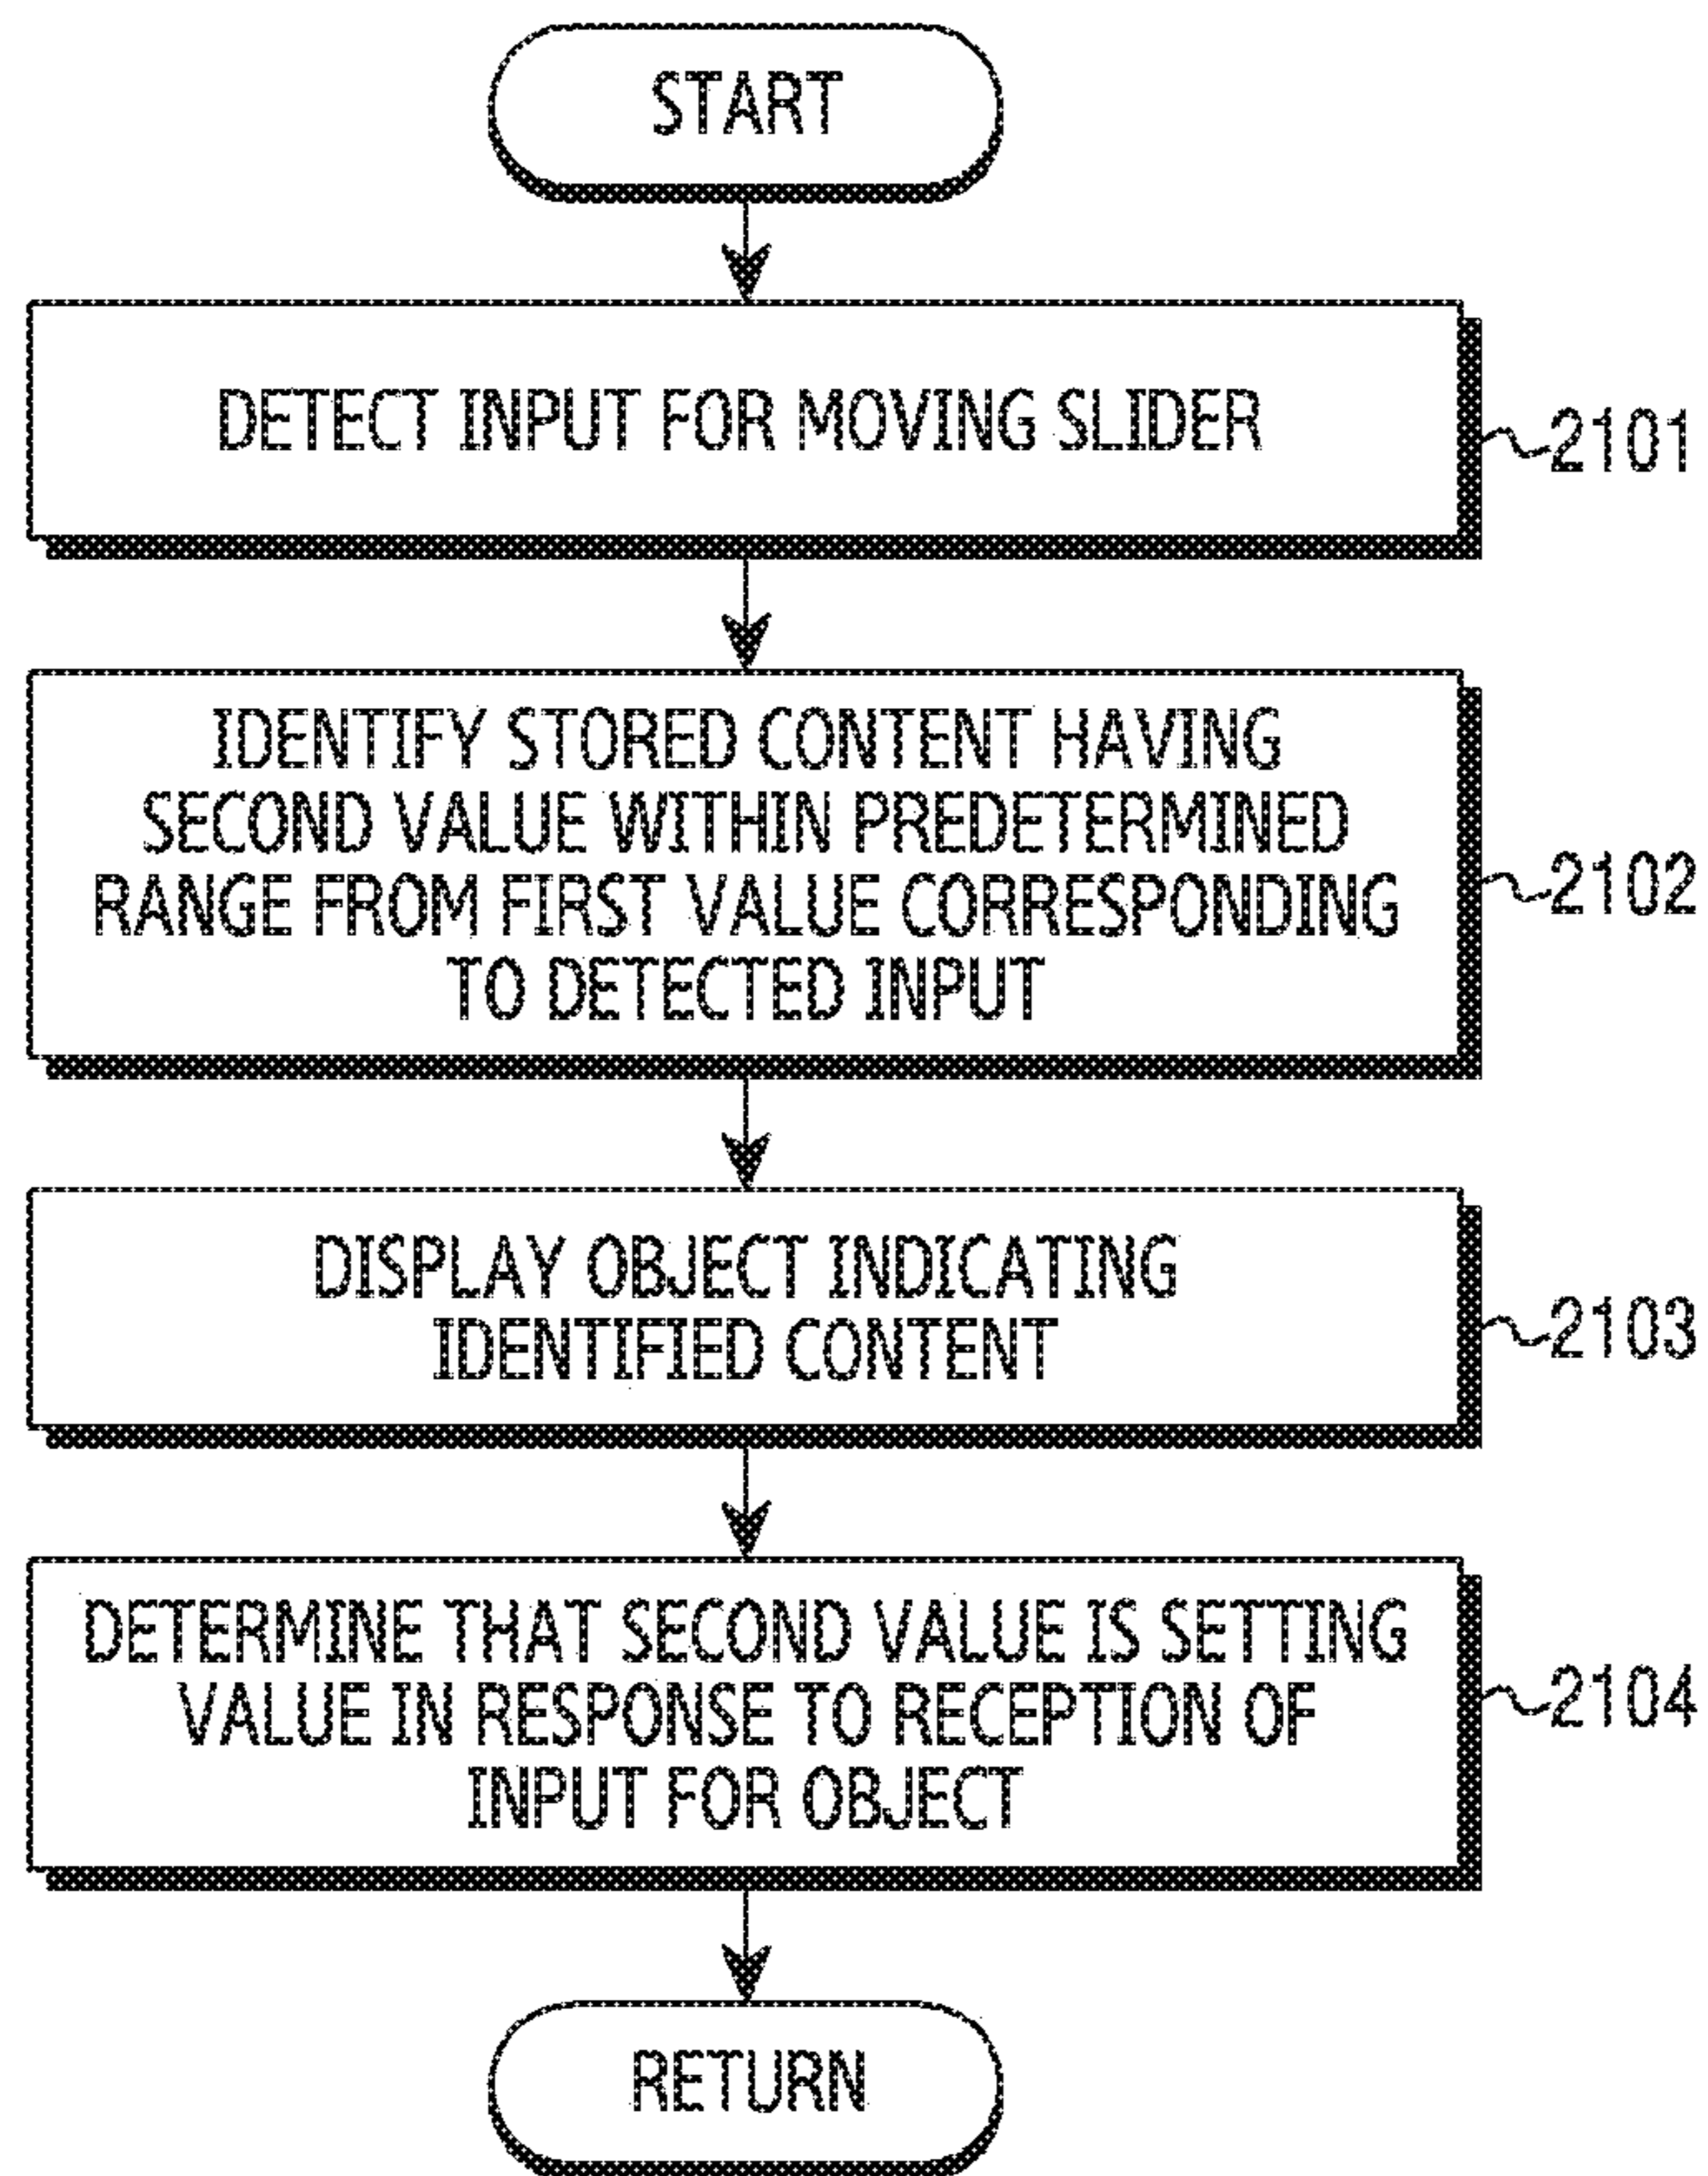 START
DETECT INPUT FOR MOVING SLIDER
2101
IDENTIFY STORED CONTENT HAVING
SECOND VALUE WITHIN PREDETERMINED
RANGE FROM FIRST VALUE CORRESPONDING
TO DETECTED INPUT
2102
DISPLAY OBJECT INDICATING
IDENTIFIED CONTENT
2103
DETERMINE THAT SECOND VALUE IS SETTING
VALUE IN RESPONSE TO RECEPTION OF
INPUT FOR OBJECT
2104
RETURN